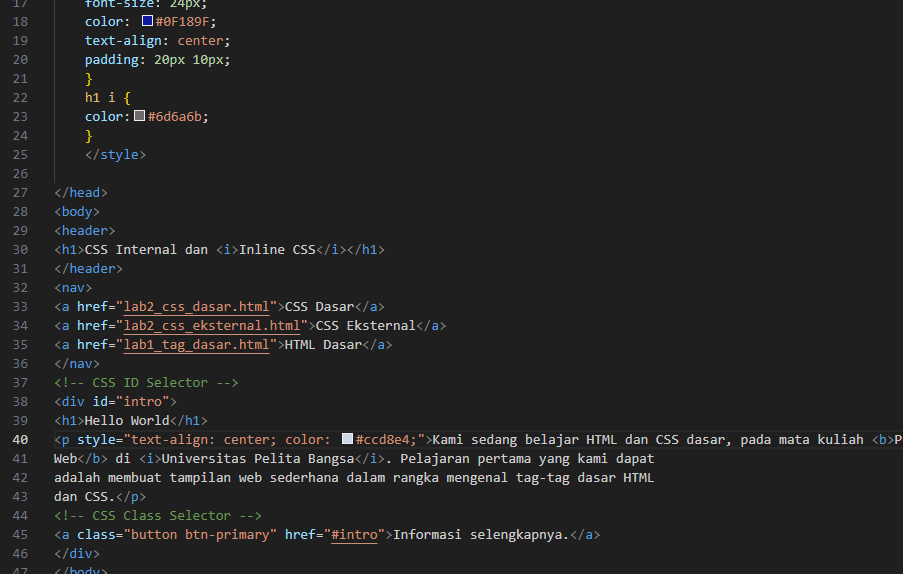 17 font-size: 24px;
18 color: #0F189F;
19 text-align: center;
20 padding: 20px 10px;
21 }
22 h1 i {
23 color:#6d6a6b;
24 }
25 </style>
26
27 </head>
28 <body>
29 <header>
30 <h1>CSS Internal dan <i>Inline CSS</i></h1>
31 </header>
32 <nav>
33 <a href="lab2_css_dasar.html">CSS Dasar</a>
34 <a href="lab2_css_eksternal.html">CSS Eksternal</a>
35 <a href="lab1_tag_dasar.html">HTML Dasar</a>
36 </nav>
37 <!-- CSS ID Selector -->
38 <div id="intro">
39 <h1>Hello World</h1>
40 <p style="text-align: center; color: #ccd8e4;">Kami sedang belajar HTML dan CSS dasar, pada mata kuliah <b>P
41 Web</b> di <i>Universitas Pelita Bangsa</i>. Pelajaran pertama yang kami dapat
42 adalah membuat tampilan web sederhana dalam rangka mengenal tag-tag dasar HTML
43 dan CSS.</p>
44 <!-- CSS Class Selector -->
45 <a class="button btn-primary" href="#intro">Informasi selengkapnya.</a>
46 </div>
47 </body>